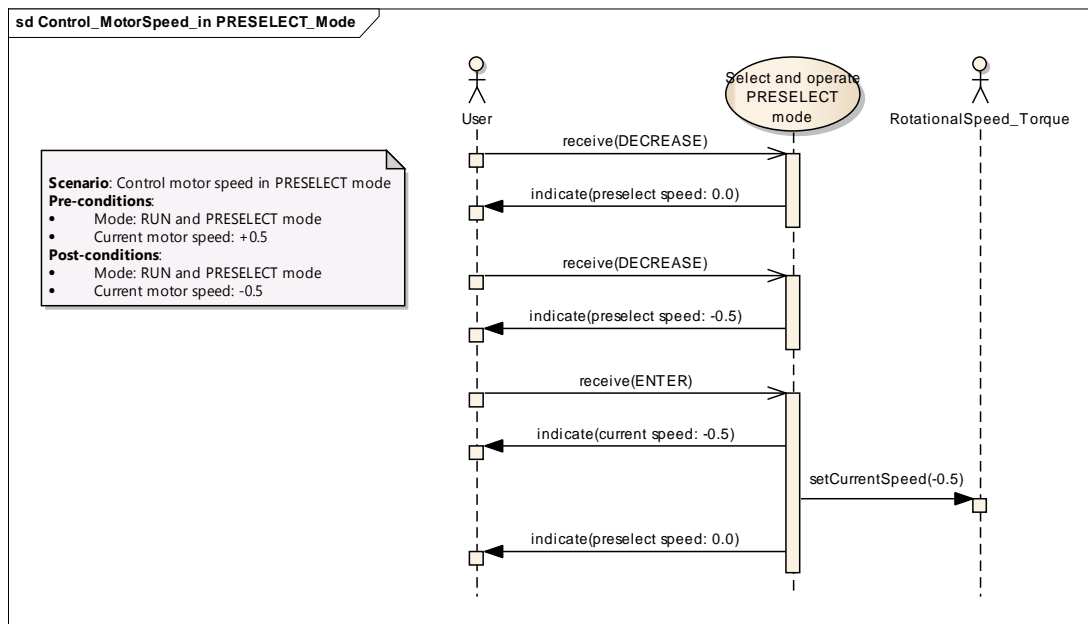 sd Control_MotorSpeed_in PRESELECT_Mode
User
Select and operate
PRESELECT
mode
RotationalSpeed_Torque
Scenario: Control motor speed in PRESELECT mode
Pre-conditions:
• Mode: RUN and PRESELECT mode
• Current motor speed: +0.5
Post-conditions:
• Mode: RUN and PRESELECT mode
• Current motor speed: -0.5
receive(DECREASE)
indicate(preselect speed: 0.0)
receive(DECREASE)
indicate(preselect speed: -0.5)
receive(ENTER)
indicate(current speed: -0.5)
setCurrentSpeed(-0.5)
indicate(preselect speed: 0.0)